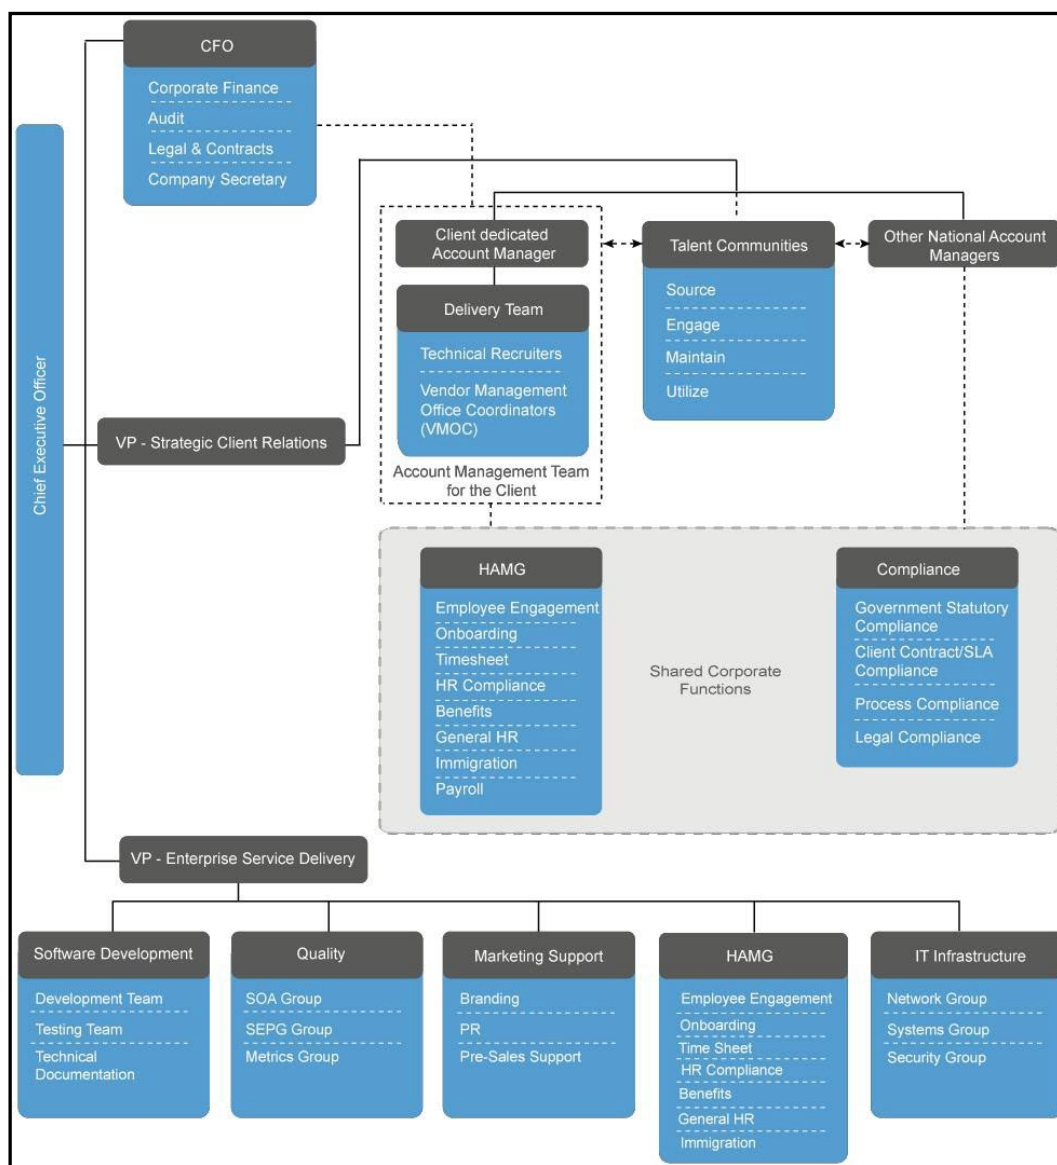 CFO
Corporate Finance
Audit
Legal & Contracts
Company Secretary
Chief Executive Officer
VP - Strategic Client Relations
Client dedicated
Account Manager
Delivery Team
Technical Recruiters
Vendor Management
Office Coordinators
(VMOC)
Account Management Team
for the Client
Talent Communities
Source
Engage
Maintain
Utilize
Other National Account
Managers
HAMG
Employee Engagement
Onboarding
Timesheet
HR Compliance
Benefits
General HR
Immigration
Payroll
Shared Corporate
Functions
Compliance
Government Statutory
Compliance
Client Contract/SLA
Compliance
Process Compliance
Legal Compliance
VP - Enterprise Service Delivery
Software Development
Development Team
Testing Team
Technical
Documentation
Quality
SOA Group
SEPG Group
Metrics Group
Marketing Support
Branding
PR
Pre-Sales Support
HAMG
Employee Engagement
Onboarding
Time Sheet
HR Compliance
Benefits
General HR
Immigration
IT Infrastructure
Network Group
Systems Group
Security Group